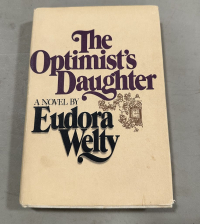 The
Optimist's
Daughter
A NOVEL BY
Eudora
Welty